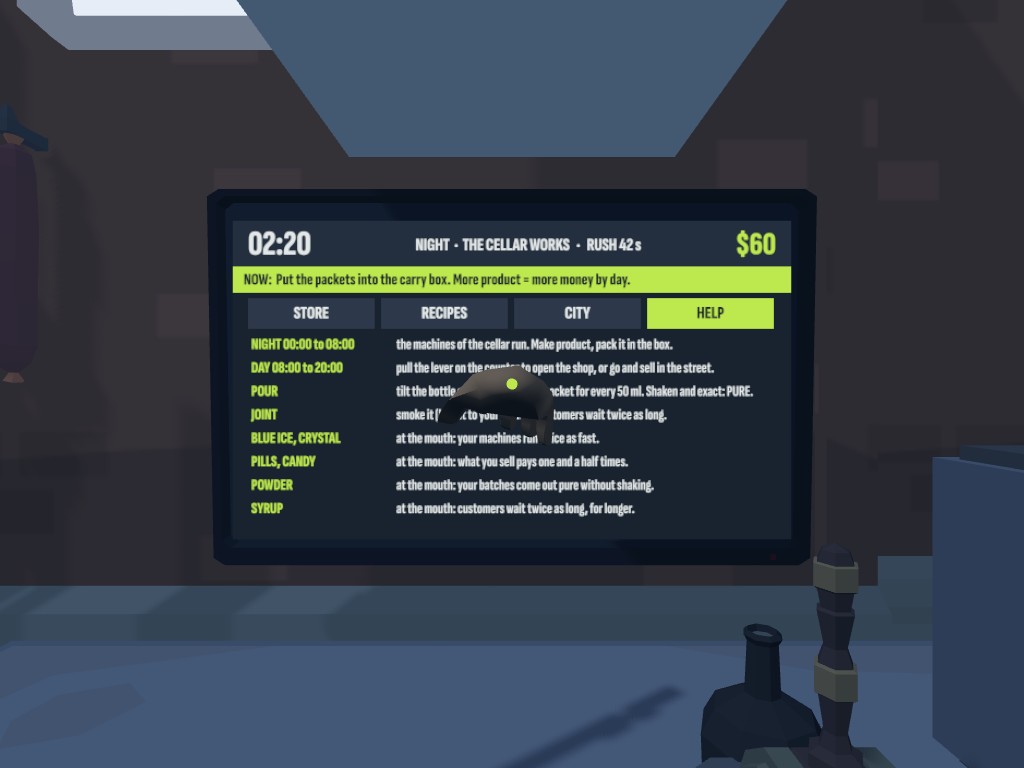 02:20 NIGHT · THE CELLAR WORKS · RUSH 42 s $60
NOW: Put the packets into the carry box. More product = more money by day.
STORE RECIPES CITY HELP
NIGHT 00:00 to 08:00 the machines of the cellar run. Make product, pack it in the box.
DAY 08:00 to 20:00 pull the lever on the counter to open the shop, or go and sell in the street.
POUR tilt the bottle for every 50 ml. Shaken and exact: PURE.
JOINT smoke it to your wait twice as long.
BLUE ICE, CRYSTAL at the mouth: your machines run as fast.
PILLS, CANDY at the mouth: what you sell pays one and a half times.
POWDER at the mouth: your batches come out pure without shaking.
SYRUP at the mouth: customers wait twice as long, for longer.